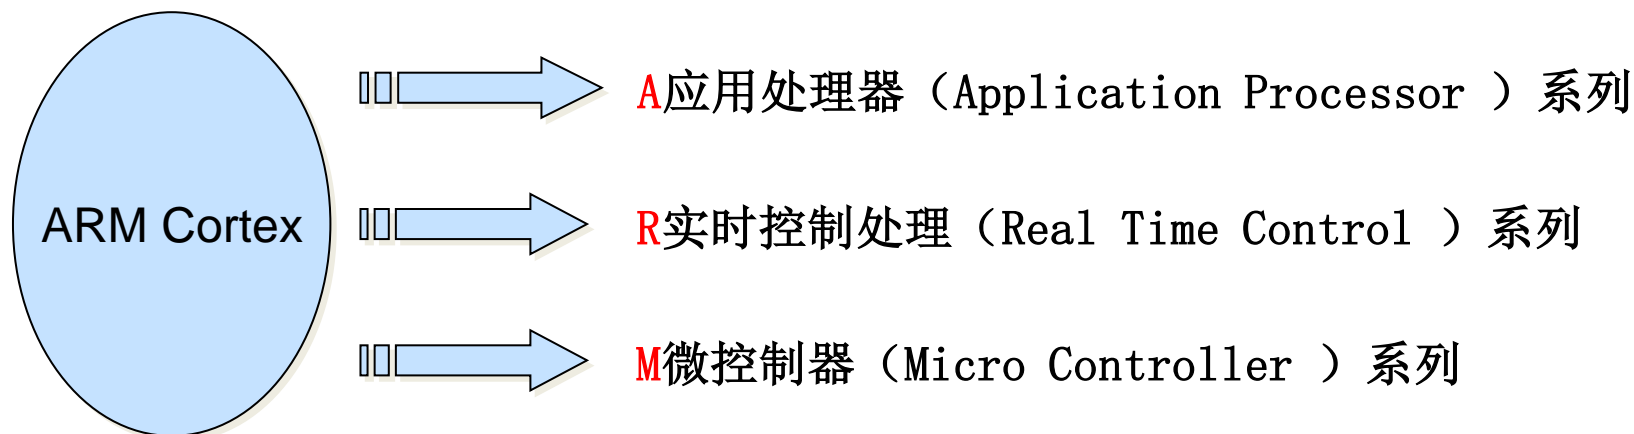 ARM Cortex
A应用处理器（Application Processor ）系列
R实时控制处理（Real Time Control ）系列
M微控制器（Micro Controller ）系列